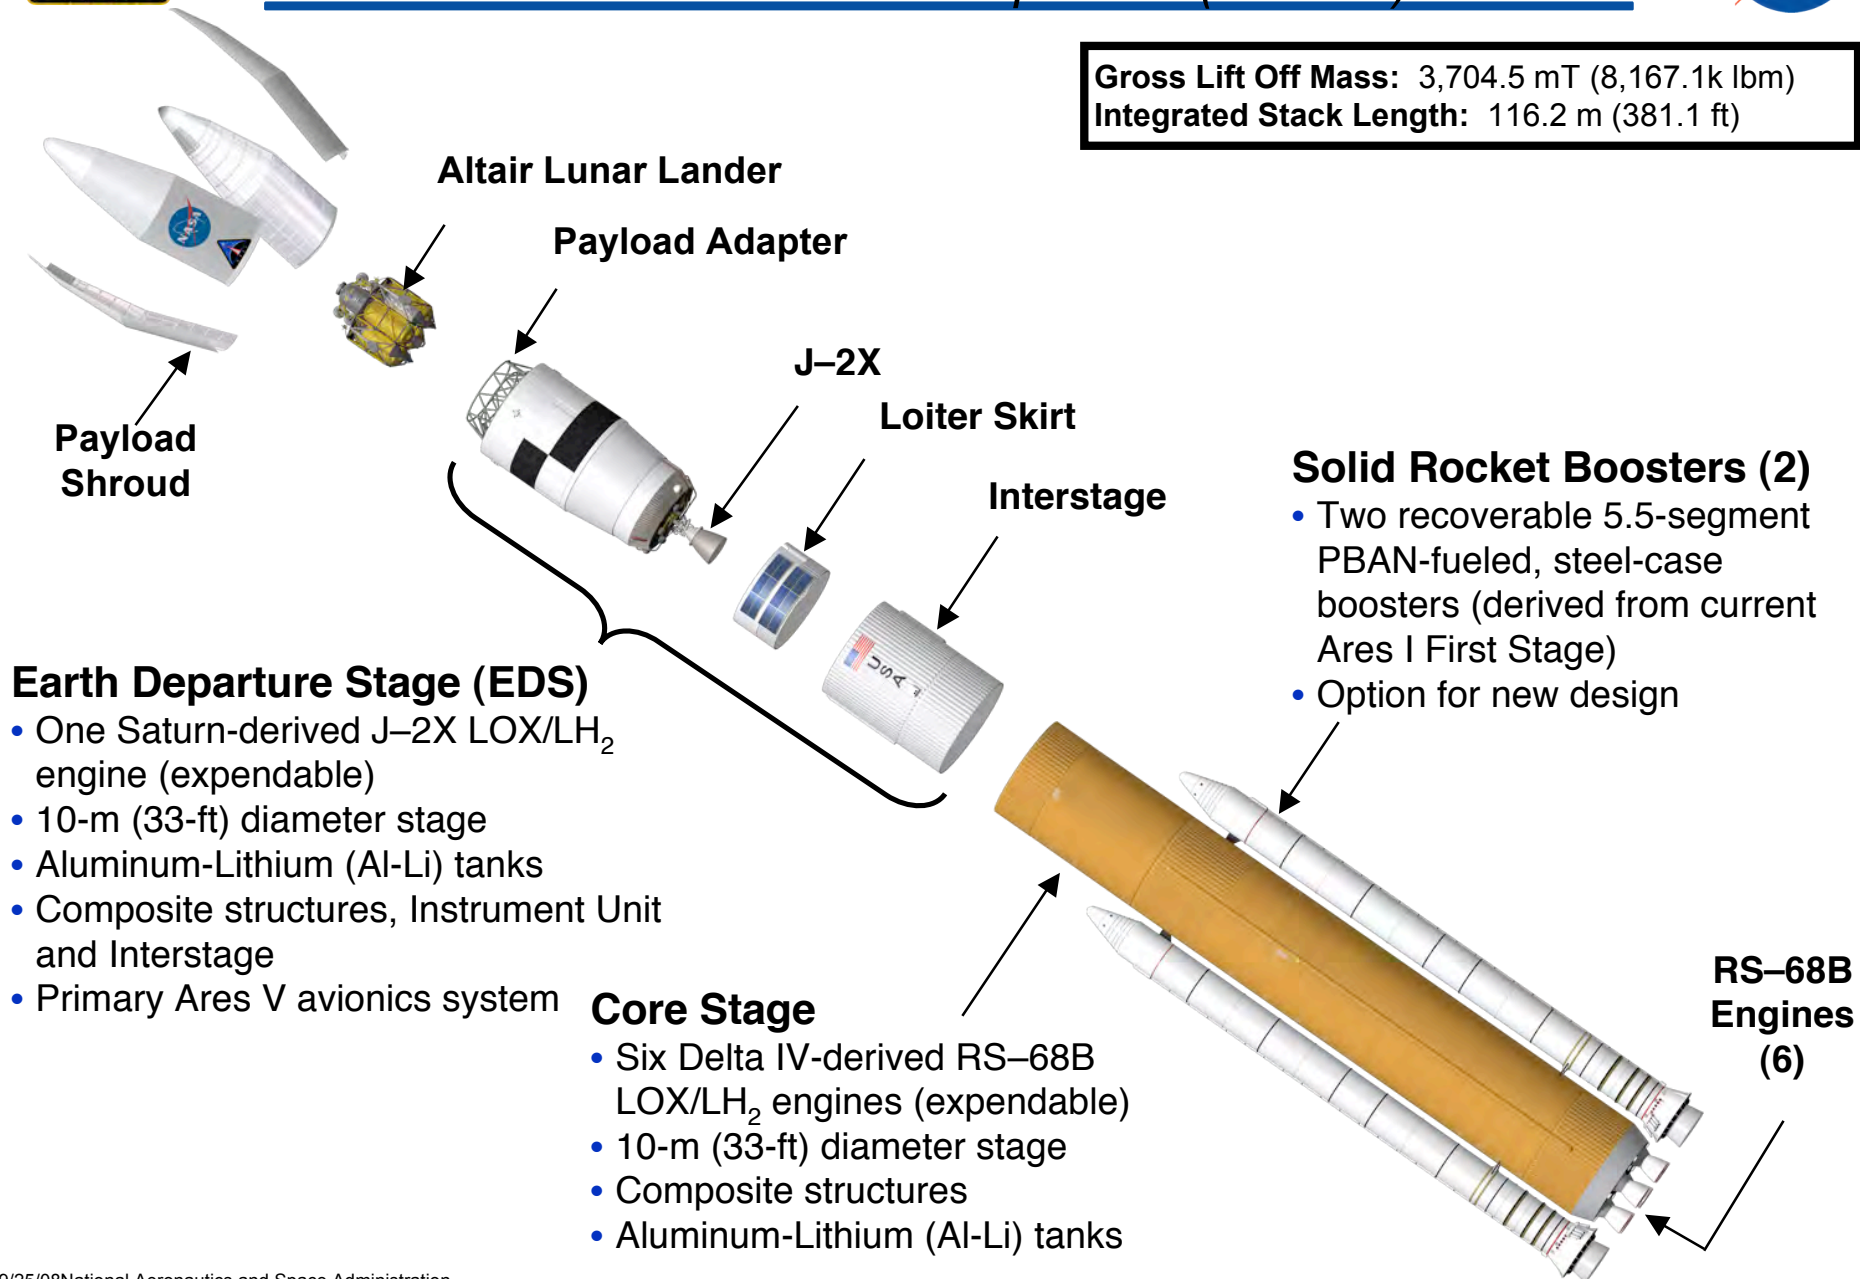 Gross Lift Off Mass: 3,704.5 mT (8,167.1k lbm)
Integrated Stack Length: 116.2 m (381.1 ft)
Altair Lunar Lander
Payload Adapter
J–2X
Loiter Skirt
Interstage
Payload
Shroud
NASA
USA
Solid Rocket Boosters (2)
• Two recoverable 5.5-segment
PBAN-fueled, steel-case
boosters (derived from current
Ares I First Stage)
• Option for new design
Earth Departure Stage (EDS)
• One Saturn-derived J–2X LOX/LH₂
engine (expendable)
• 10-m (33-ft) diameter stage
• Aluminum-Lithium (Al-Li) tanks
• Composite structures, Instrument Unit
and Interstage
• Primary Ares V avionics system
Core Stage
• Six Delta IV-derived RS–68B
LOX/LH₂ engines (expendable)
• 10-m (33-ft) diameter stage
• Composite structures
• Aluminum-Lithium (Al-Li) tanks
RS–68B
Engines
(6)
National Aeronautics and Space Administration